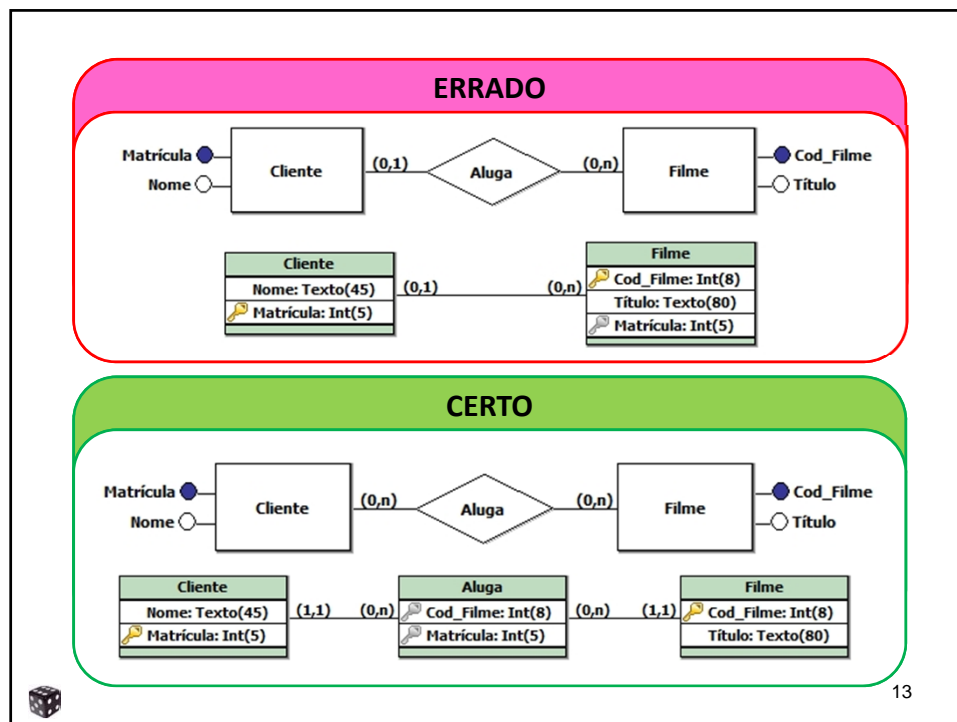 ERRADO
Matrícula
Nome
Cliente
(0,1)
Aluga
(0,n)
Filme
Cod_Filme
Título
Cliente
Nome: Texto(45)
Matrícula: Int(5)
(0,1)
(0,n)
Filme
Cod_Filme: Int(8)
Título: Texto(80)
Matrícula: Int(5)
CERTO
Matrícula
Nome
Cliente
(0,n)
Aluga
(0,n)
Filme
Cod_Filme
Título
Cliente
Nome: Texto(45)
Matrícula: Int(5)
(1,1)
(0,n)
Aluga
Cod_Filme: Int(8)
Matrícula: Int(5)
(0,n)
(1,1)
Filme
Cod_Filme: Int(8)
Título: Texto(80)
13